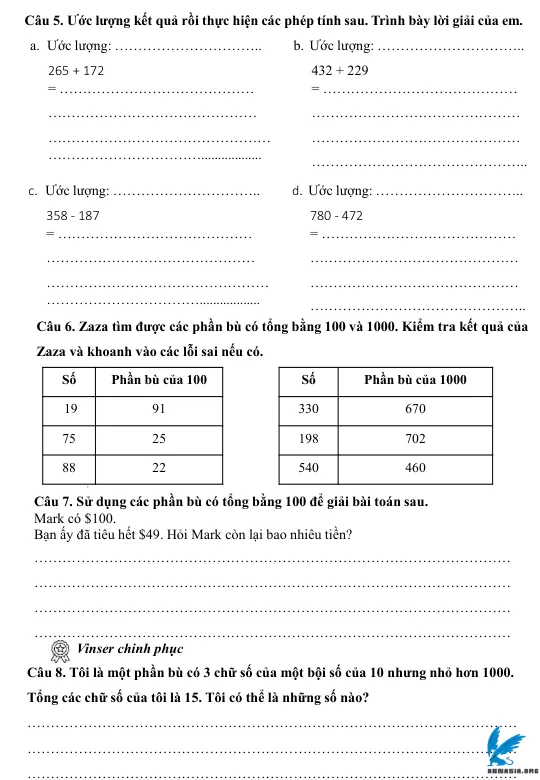 Câu 5. Ước lượng kết quả rồi thực hiện các phép tính sau. Trình bày lời giải của em.
a. Ước lượng: ................................. b. Ước lượng: .................................
265 + 172 432 + 229
= ............................................ = ............................................
c. Ước lượng: ................................. d. Ước lượng: .................................
358 - 187 780 - 472
= ............................................ = ............................................
Câu 6. Zaza tìm được các phần bù có tổng bằng 100 và 1000. Kiểm tra kết quả của
Zaza và khoanh vào các lỗi sai nếu có.
Số Phần bù của 100 Số Phần bù của 1000
19 91 330 670
75 25 198 702
88 22 540 460
Câu 7. Sử dụng các phần bù có tổng bằng 100 để giải bài toán sau.
Mark có $100.
Bạn ấy đã tiêu hết $49. Hỏi Mark còn lại bao nhiêu tiền?
Vinser chinh phục
Câu 8. Tôi là một phần bù có 3 chữ số của một bội số của 10 nhưng nhỏ hơn 1000.
Tổng các chữ số của tôi là 15. Tôi có thể là những số nào?